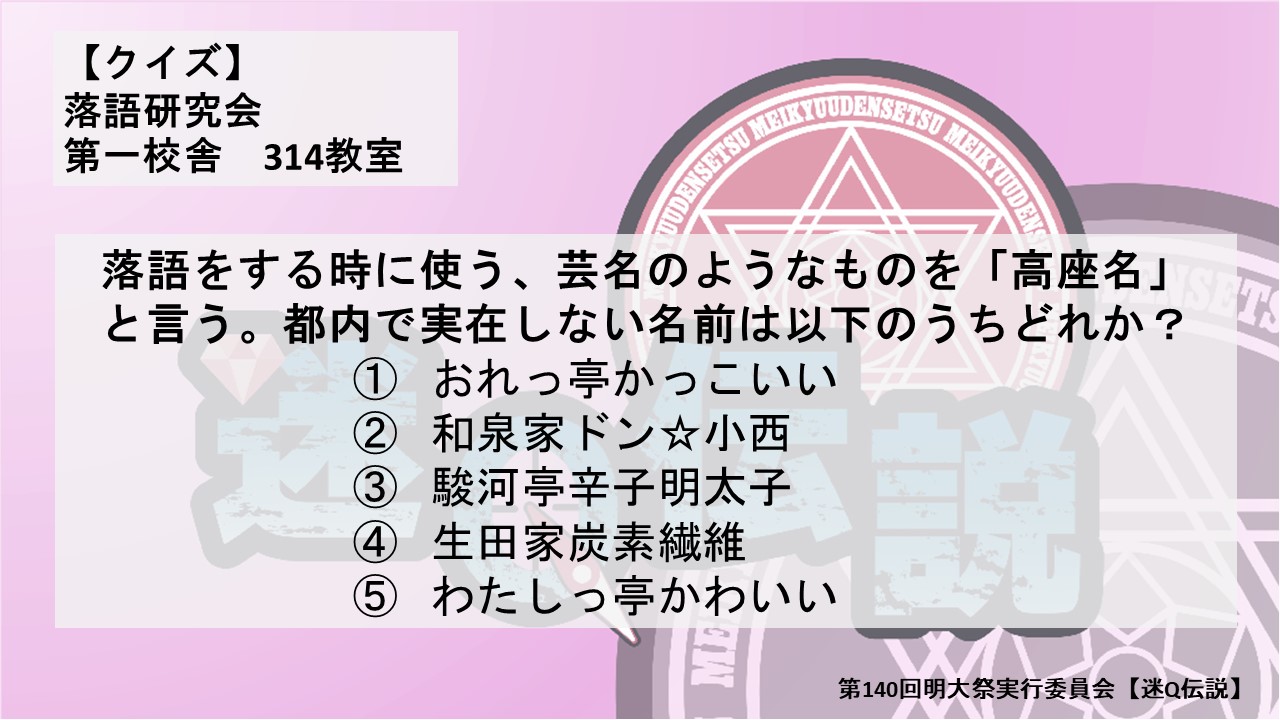 【クイズ】
落語研究会
第一校舎　314教室
MEIKYUUDENSETSU MEIKYUUDENSETSU MEIKYUUDENSETSU
落語をする時に使う、芸名のようなものを「高座名」
と言う。都内で実在しない名前は以下のうちどれか？
①　おれっ亭かっこいい
②　和泉家ドン☆小西
③　駿河亭辛子明太子
④　生田家炭素繊維
⑤　わたしっ亭かわいい
迷Q伝説
第140回明大祭実行委員会【迷Q伝説】